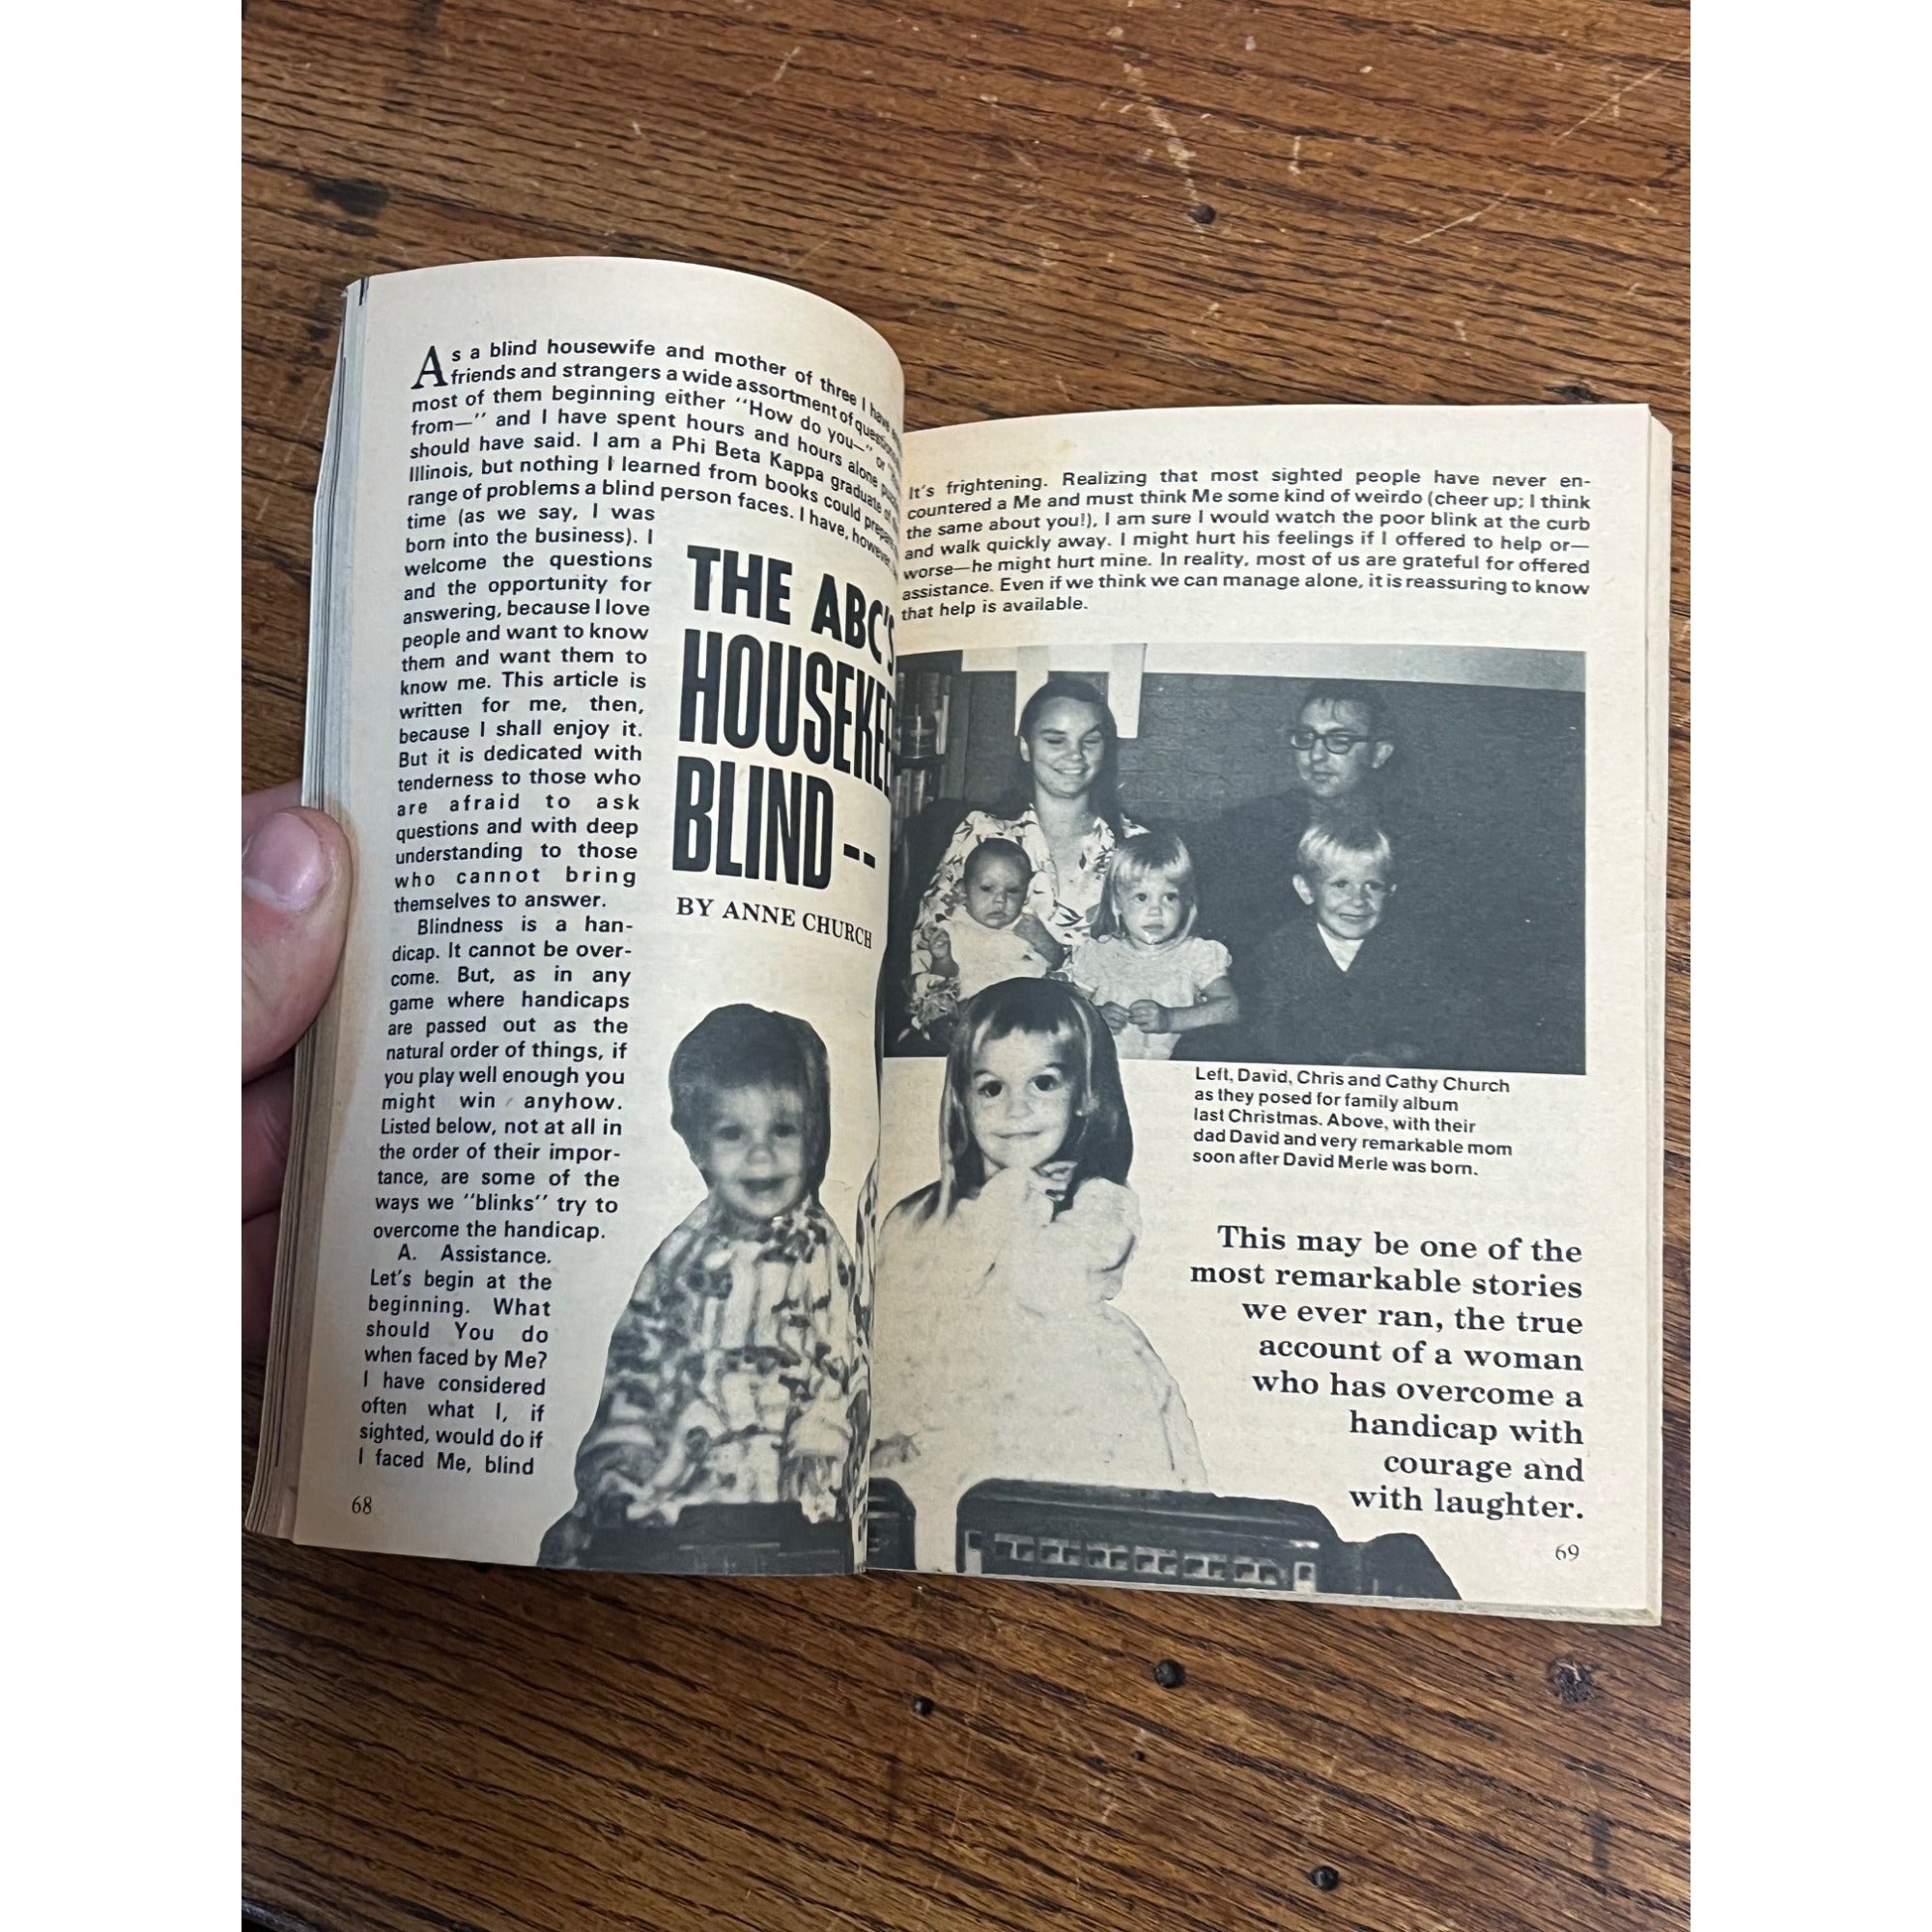 As a blind housewife and mother of three I have
friends and strangers a wide assortment of
most of them beginning either "How do you—" or
from—" and I have spent hours and hours alone
should have said. I am a Phi Beta Kappa graduate of
Illinois, but nothing I learned from books could
range of problems a blind person faces. I have,
time (as we say, I was
born into the business). I
welcome the questions
and the opportunity for
answering, because I love
people and want to know
them and want them to
know me. This article is
written for me, then,
because I shall enjoy it.
But it is dedicated with
tenderness to those who
are afraid to ask
questions and with deep
understanding to those
who cannot bring
themselves to answer.
Blindness is a han-
dicap. It cannot be over-
come. But, as in any
game where handicaps
are passed out as the
natural order of things, if
you play well enough you
might win anyhow.
Listed below, not at all in
the order of their impor-
tance, are some of the
ways we "blinks" try to
overcome the handicap.
A. Assistance.
Let's begin at the
beginning. What
should You do
when faced by Me?
I have considered
often what I, if
sighted, would do if
I faced Me, blind
THE ABC'S
HOUSEKEE
BLIND--
BY ANNE CHURCH
68
It's frightening. Realizing that most sighted people have never en-
countered a Me and must think Me some kind of weirdo (cheer up; I think
the same about you!), I am sure I would watch the poor blink at the curb
and walk quickly away. I might hurt his feelings if I offered to help or—
worse—he might hurt mine. In reality, most of us are grateful for offered
assistance. Even if we think we can manage alone, it is reassuring to know
that help is available.
Left, David, Chris and Cathy Church
as they posed for family album
last Christmas. Above, with their
dad David and very remarkable mom
soon after David Merle was born.
This may be one of the
most remarkable stories
we ever ran, the true
account of a woman
who has overcome a
handicap with
courage and
with laughter.
69